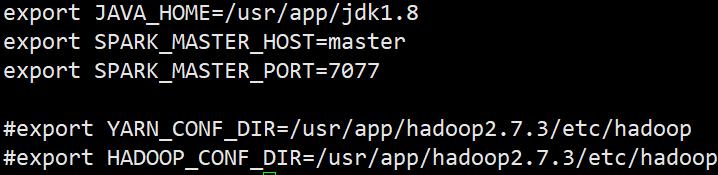 export JAVA_HOME=/usr/app/jdk1.8
export SPARK_MASTER_HOST=master
export SPARK_MASTER_PORT=7077
#export YARN_CONF_DIR=/usr/app/hadoop2.7.3/etc/hadoop
#export HADOOP_CONF_DIR=/usr/app/hadoop2.7.3/etc/hadoop